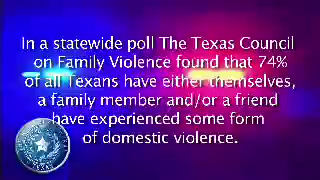 In a statewide poll The Texas Council
on Family Violence found that 74%
of all Texans have either themselves,
a family member and/or a friend
have experienced some form
of domestic violence.